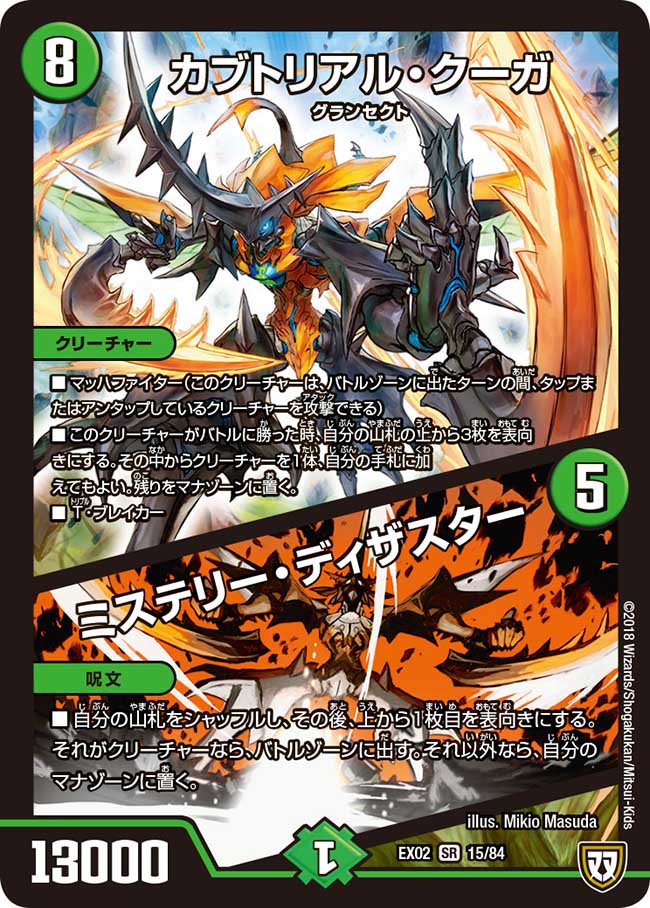 8
カブトリアル・クーガ
グランセクト
クリーチャー
■マッハファイター(このクリーチャーは、バトルゾーンに出たターンの間、タップま
たはアンタップしているクリーチャーを攻撃できる)
■このクリーチャーがバトルに勝った時、自分の山札の上から3枚を表向
きにする。その中からクリーチャーを1体、自分の手札に加
えてもよい。残りをマナゾーンに置く。
■T・ブレイカー
5
ミステリー・ディザスター
呪文
■自分の山札をシャッフルし、その後、上から1枚目を表向きにする。
それがクリーチャーなら、バトルゾーンに出す。それ以外なら、自分の
マナゾーンに置く。
©2018 Wizards/Shogakukan/Mitsui-Kids
illus. Mikio Masuda
13000
1
EX02 SR 15/84